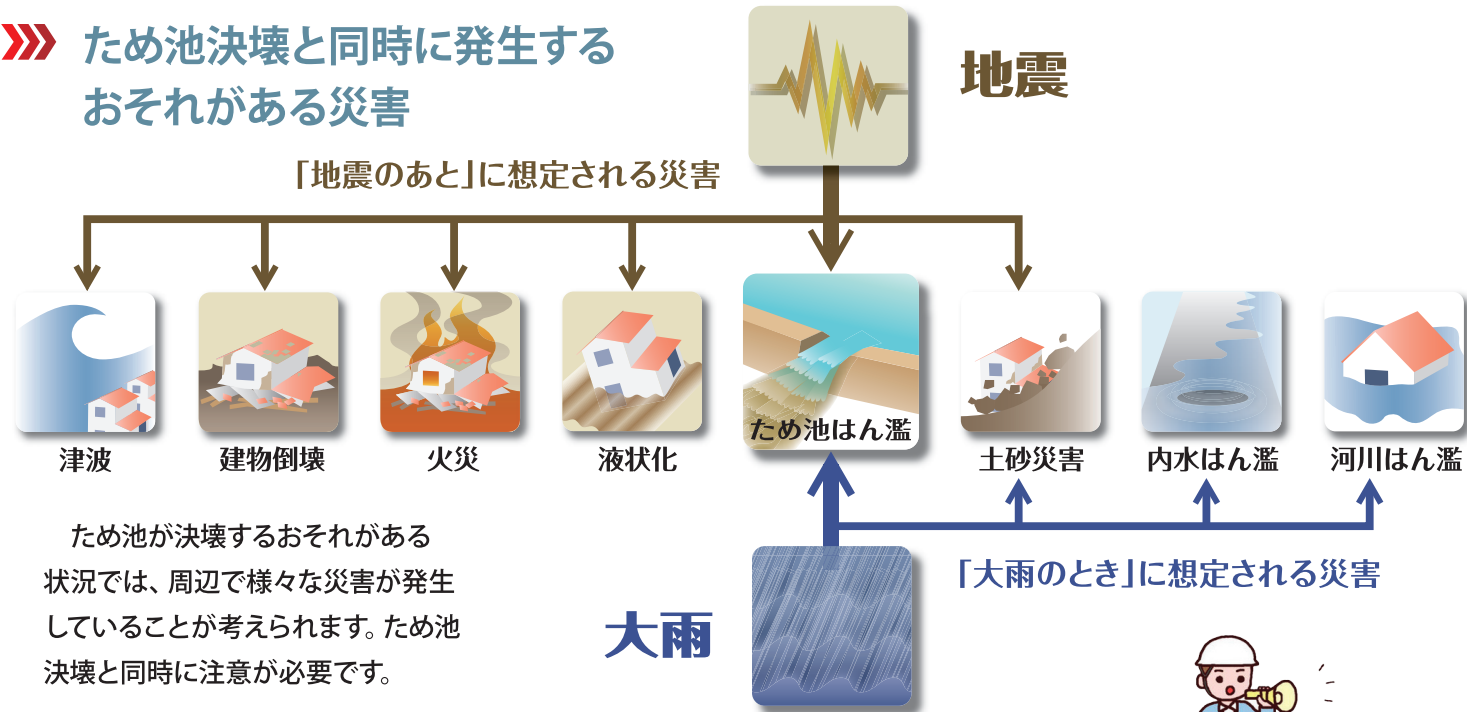 ため池決壊と同時に発生する
おそれがある災害
地震
「地震のあと」に想定される災害
津波
建物倒壊
火災
液状化
ため池はん濫
土砂災害
内水はん濫
河川はん濫
ため池が決壊するおそれがある
状況では、周辺で様々な災害が発生
していることが考えられます。ため池
決壊と同時に注意が必要です。
大雨
「大雨のとき」に想定される災害